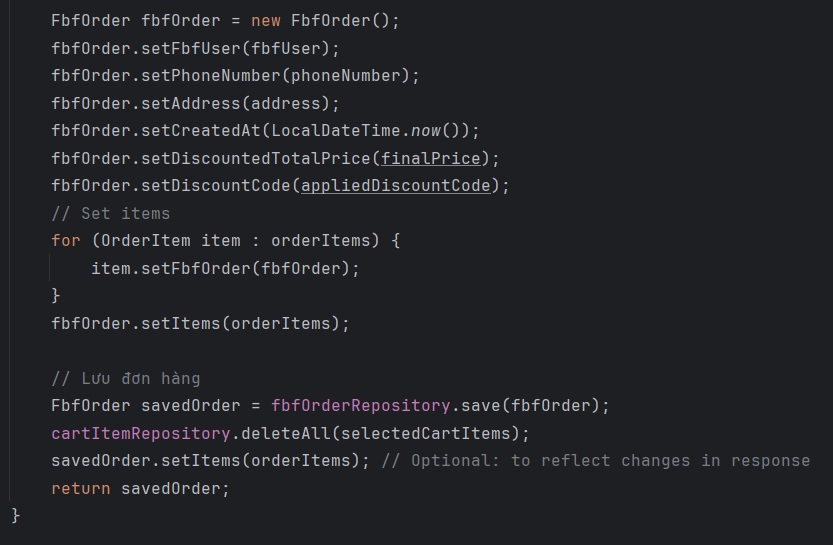 FbfOrder fbfOrder = new FbfOrder();
fbfOrder.setFbfUser(fbfUser);
fbfOrder.setPhoneNumber(phoneNumber);
fbfOrder.setAddress(address);
fbfOrder.setCreatedAt(LocalDateTime.now());
fbfOrder.setDiscountedTotalPrice(finalPrice);
fbfOrder.setDiscountCode(appliedDiscountCode);
// Set items
for (OrderItem item : orderItems) {
item.setFbfOrder(fbfOrder);
}
fbfOrder.setItems(orderItems);
// Lưu đơn hàng
FbfOrder savedOrder = fbfOrderRepository.save(fbfOrder);
cartItemRepository.deleteAll(selectedCartItems);
savedOrder.setItems(orderItems); // Optional: to reflect changes in response
return savedOrder;
}